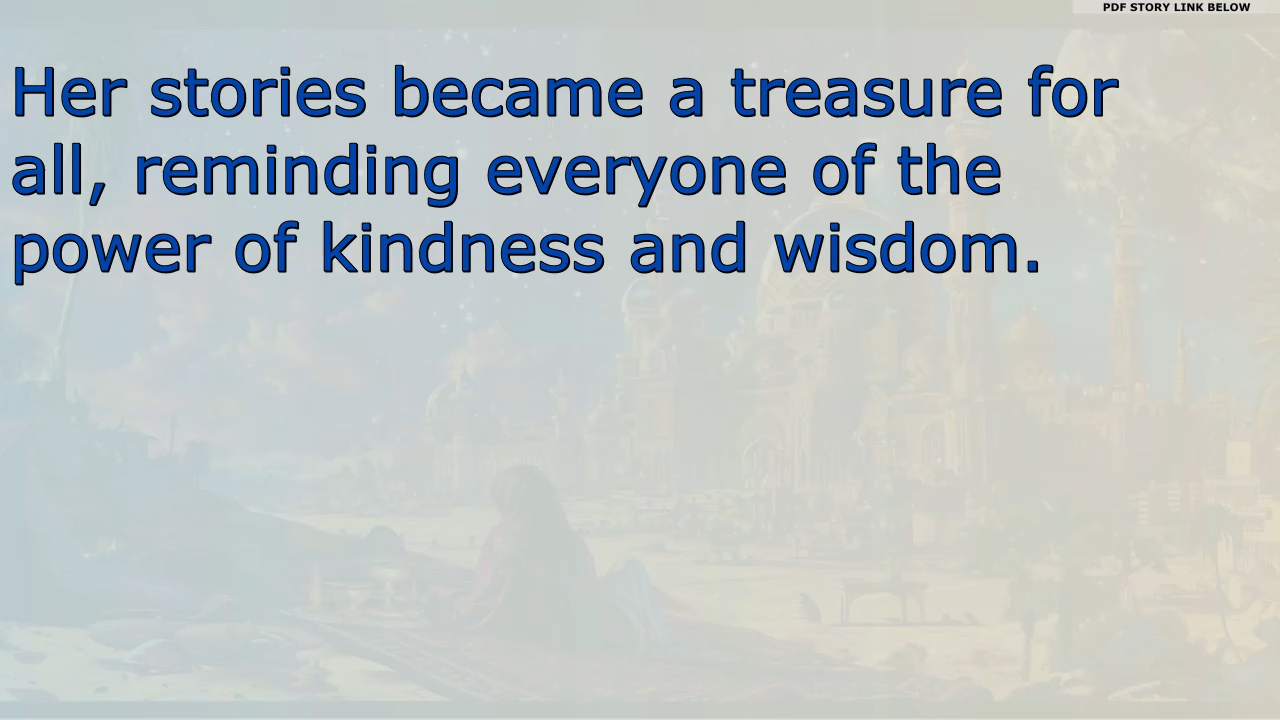 PDF STORY LINK BELOW
Her stories became a treasure for
all, reminding everyone of the
power of kindness and wisdom.